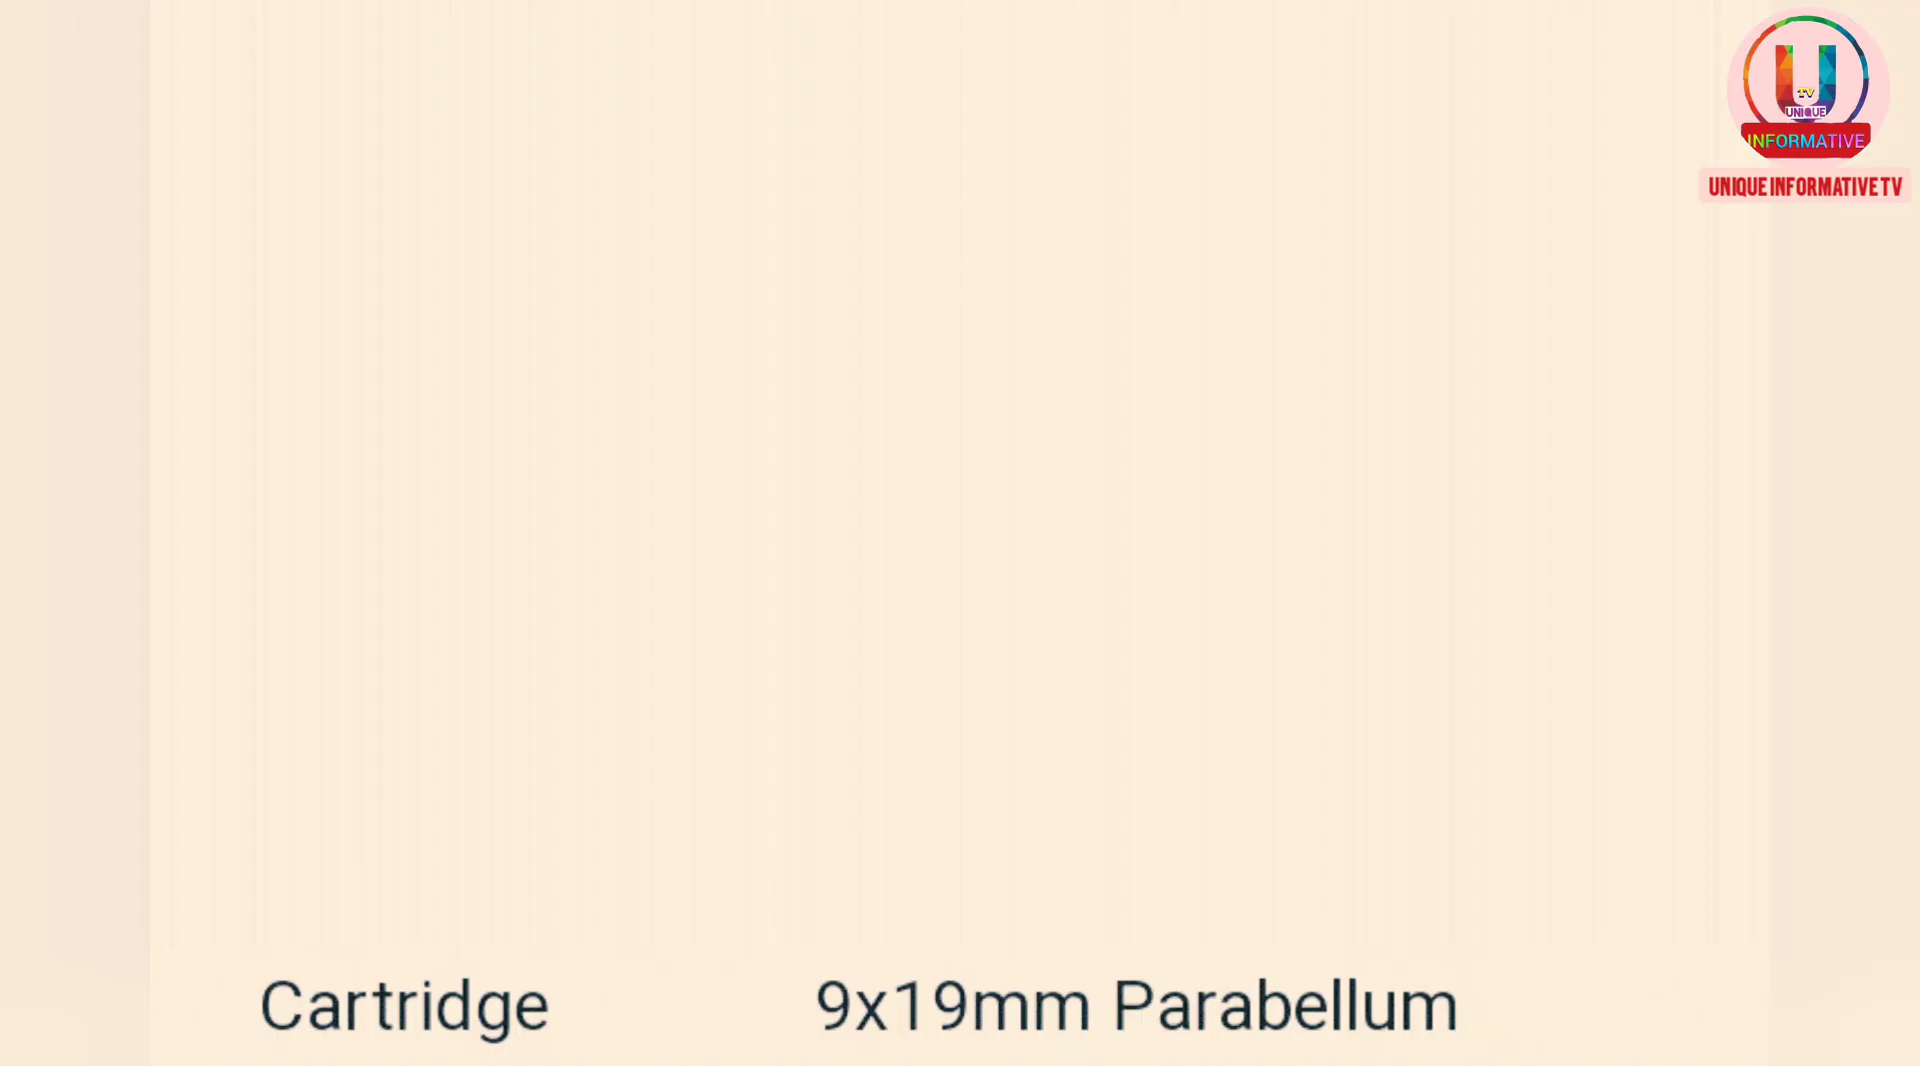 U
TV
UNIQUE
INFORMATIVE
UNIQUE INFORMATIVE TV
Cartridge 9x19mm Parabellum